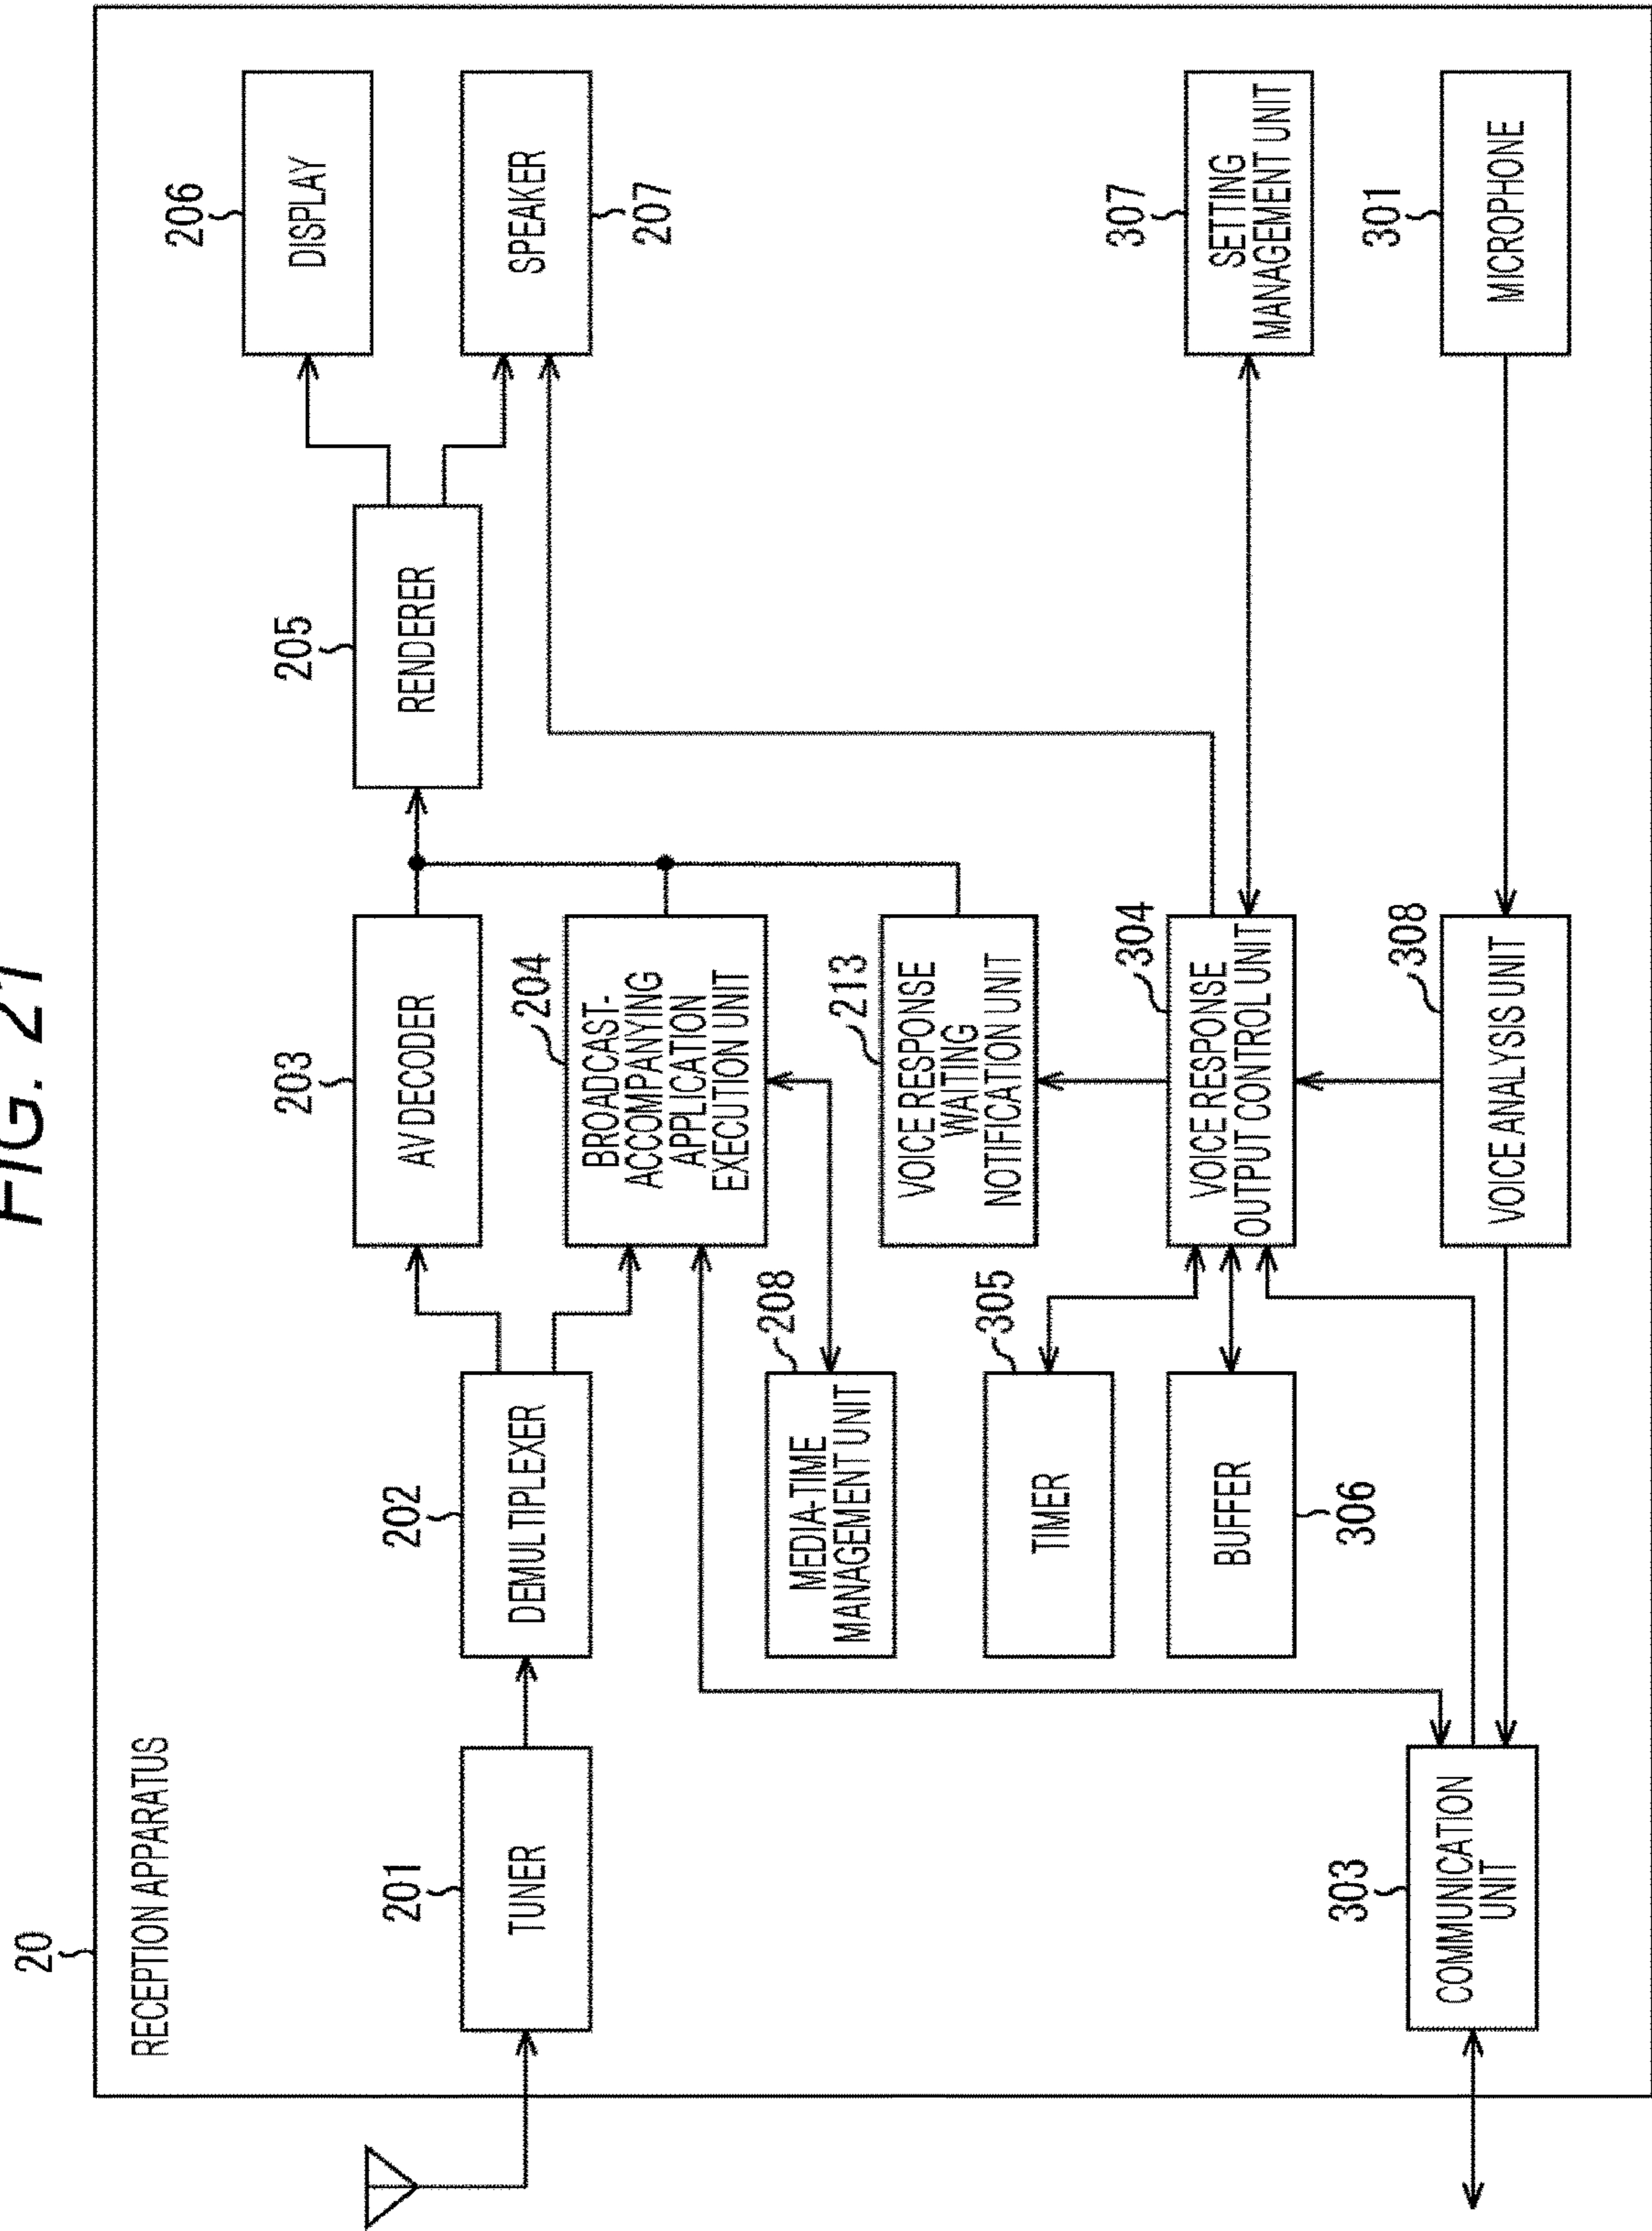 FIG. 21
20
RECEPTION APPARATUS
201
TUNER
202
DEMULTIPLEXER
203
AV DECODER
205
RENDERER
206
DISPLAY
SPEAKER
207
204
BROADCAST-
ACCOMPANYING
APPLICATION
EXECUTION UNIT
208
MEDIA-TIME
MANAGEMENT UNIT
213
VOICE RESPONSE
WAITING
NOTIFICATION UNIT
305
TIMER
BUFFER
306
304
VOICE RESPONSE
OUTPUT CONTROL UNIT
307
SETTING
MANAGEMENT UNIT
303
COMMUNICATION
UNIT
308
VOICE ANALYSIS UNIT
301
MICROPHONE